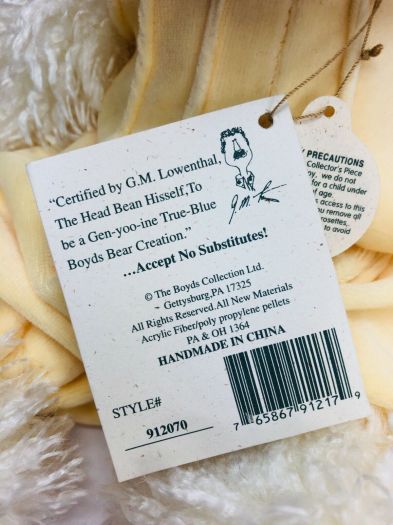 "Certified by G.M. Lowenthal,
The Head Bean Hisself,To
be a Gen-yoo-ine True-Blue
Boyds Bear Creation."
...Accept No Substitutes!
© The Boyds Collection Ltd.
~ Gettysburg,PA 17325
All Rights Reserved.All New Materials
Acrylic Fiber/poly propylene pellets
PA & OH 1364
HANDMADE IN CHINA
STYLE#
912070
7 65867 91217 9
PRECAUTIONS
Collector's Piece
we do not
for a child under
age.
access to this
remove all
rosettes,
to avoid